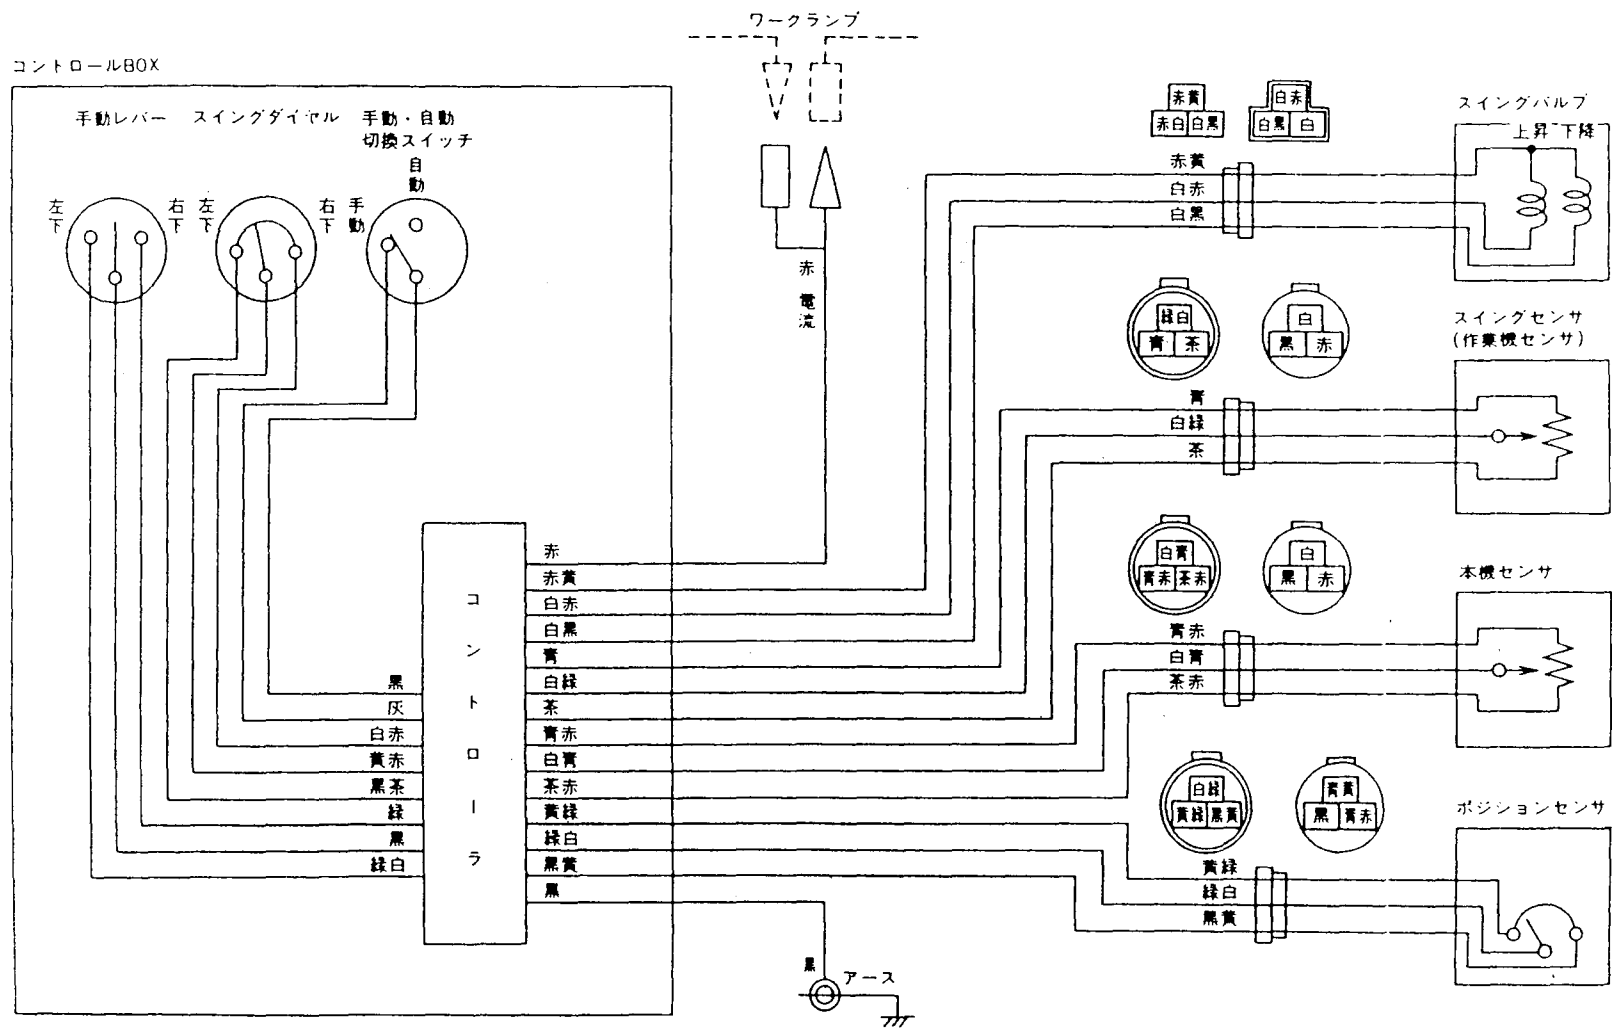 ワークランプ
コントロールBOX
手動レバー
スイングダイヤル
手動・自動
切換スイッチ
自動
左下
右下
左下
右下
手動
赤 電流
赤黄
赤白
白黒
白赤
白黒
白
スイングバルブ
上昇
下降
赤黄
白赤
白黒
緑白
青
茶
白
黒
赤
スイングセンサ
(作業機センサ)
青
白緑
茶
白青
青赤
茶赤
白
黒
赤
本機センサ
青赤
白青
茶赤
白緑
黄緑
黒黄
青黄
黒
青赤
ポジションセンサ
黄緑
緑白
黒黄
コントローラ
黒
灰
白赤
黄赤
黒茶
緑
黒
緑白
赤
赤黄
白赤
白黒
青
白緑
茶
青赤
白青
茶赤
黄緑
緑白
黒黄
黒
黒
アース